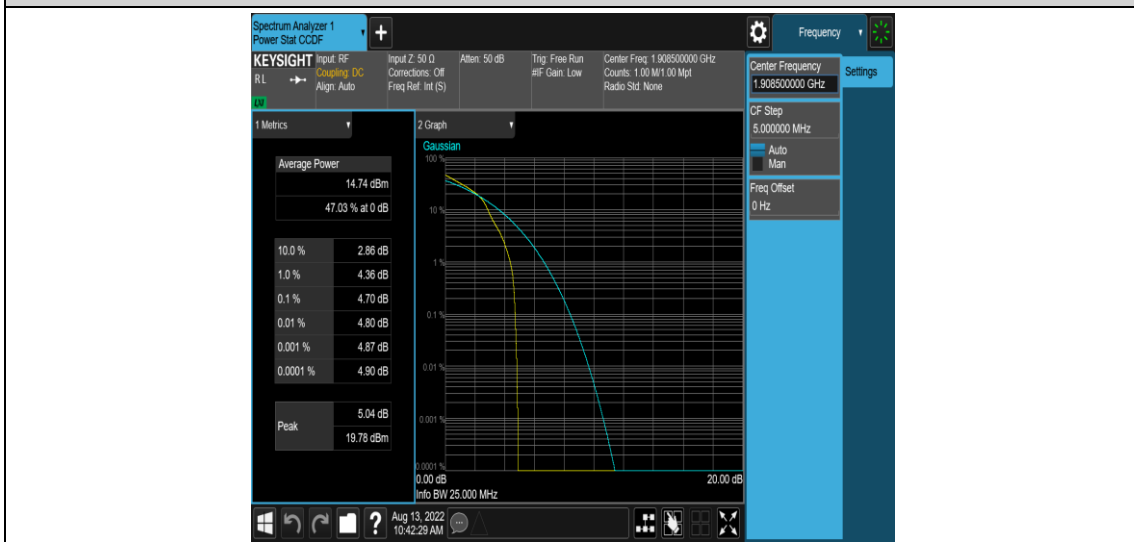 Spectrum Analyzer 1
Power Stat CCDF
+
Frequency
KEYSIGHT
RL
Input: RF
Coupling: DC
Align: Auto
Input Z: 50 Ω
Corrections: Off
Freq Ref: Int (S)
Atten: 50 dB
Trig: Free Run
#IF Gain: Low
Center Freq: 1.908500000 GHz
Counts: 1.00 M/1.00 Mpt
Radio Std: None
Center Frequency
1.908500000 GHz
Settings
CF Step
5.000000 MHz
Auto
Man
Freq Offset
0 Hz
1 Metrics
Average Power
14.74 dBm
47.03 % at 0 dB
10.0 % 2.86 dB
1.0 % 4.36 dB
0.1 % 4.70 dB
0.01 % 4.80 dB
0.001 % 4.87 dB
0.0001 % 4.90 dB
Peak
5.04 dB
19.78 dBm
2 Graph
Gaussian
100 %
10 %
1 %
0.1 %
0.01 %
0.001 %
0.0001 %
0.00 dB 20.00 dB
Info BW 25.000 MHz
?
Aug 13, 2022
10:42:29 AM